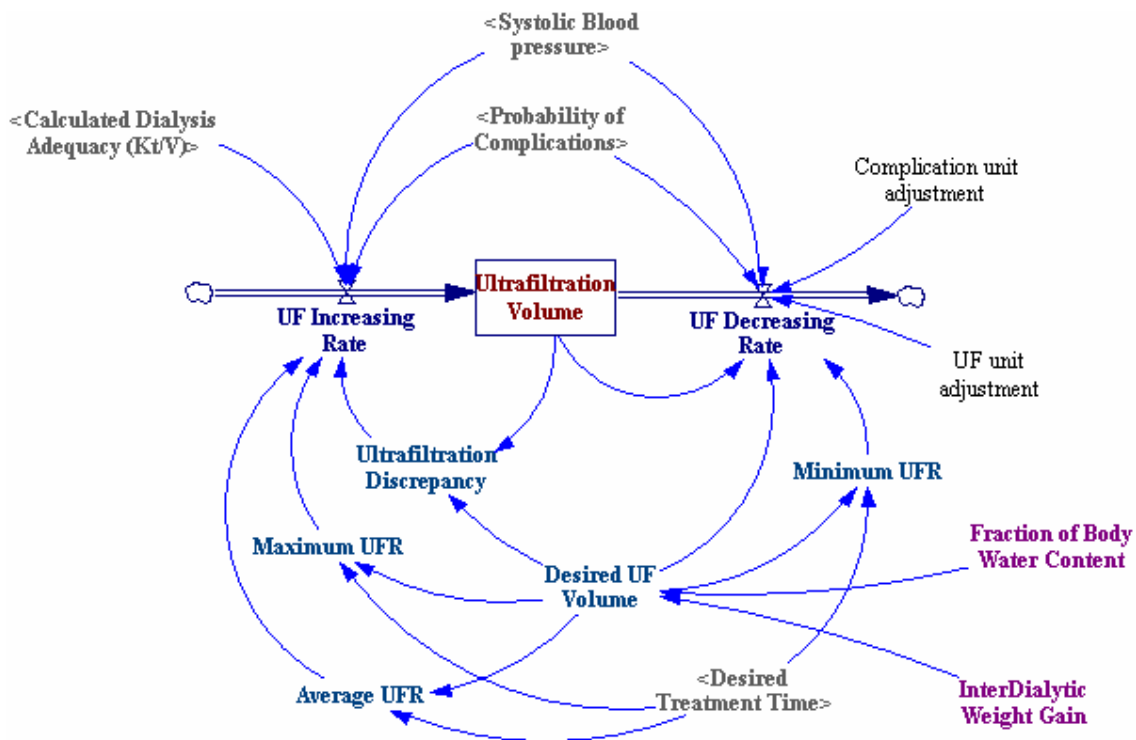 <Systolic Blood
pressure>
<Calculated Dialysis
Adequacy (Kt/V)>
<Probability of
Complications>
Complication unit
adjustment
Ultrafiltration
Volume
UF Increasing
Rate
UF Decreasing
Rate
UF unit
adjustment
Ultrafiltration
Discrepancy
Minimum UFR
Maximum UFR
Fraction of Body
Water Content
Desired UF
Volume
Average UFR
<Desired
Treatment Time>
InterDialytic
Weight Gain